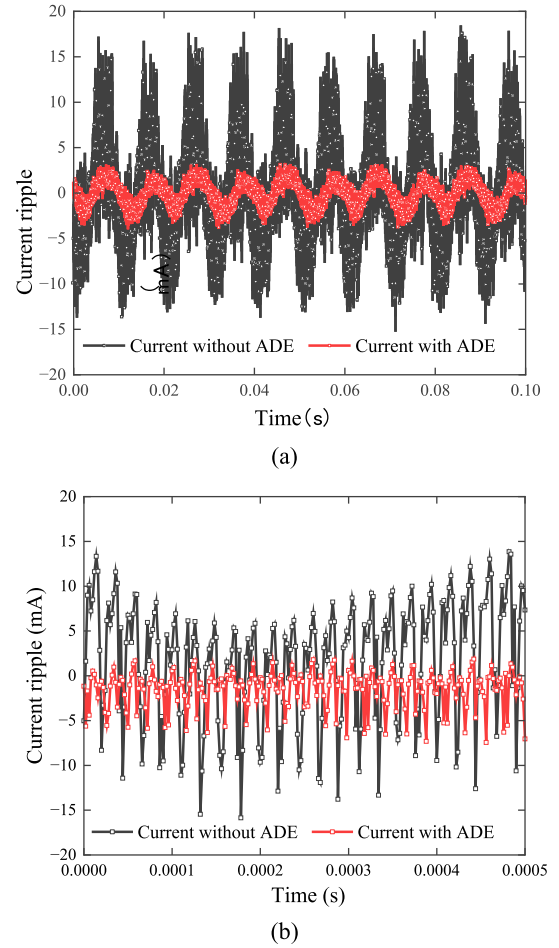 20
15
10
5
0
−5
−10
−15
−20
Current ripple
(mA)
Current without ADE
Current with ADE
0.00
0.02
0.04
0.06
0.08
0.10
Time(s)
(a)
20
15
10
5
0
−5
−10
−15
−20
Current ripple (mA)
Current without ADE
Current with ADE
0.0000
0.0001
0.0002
0.0003
0.0004
0.0005
Time (s)
(b)